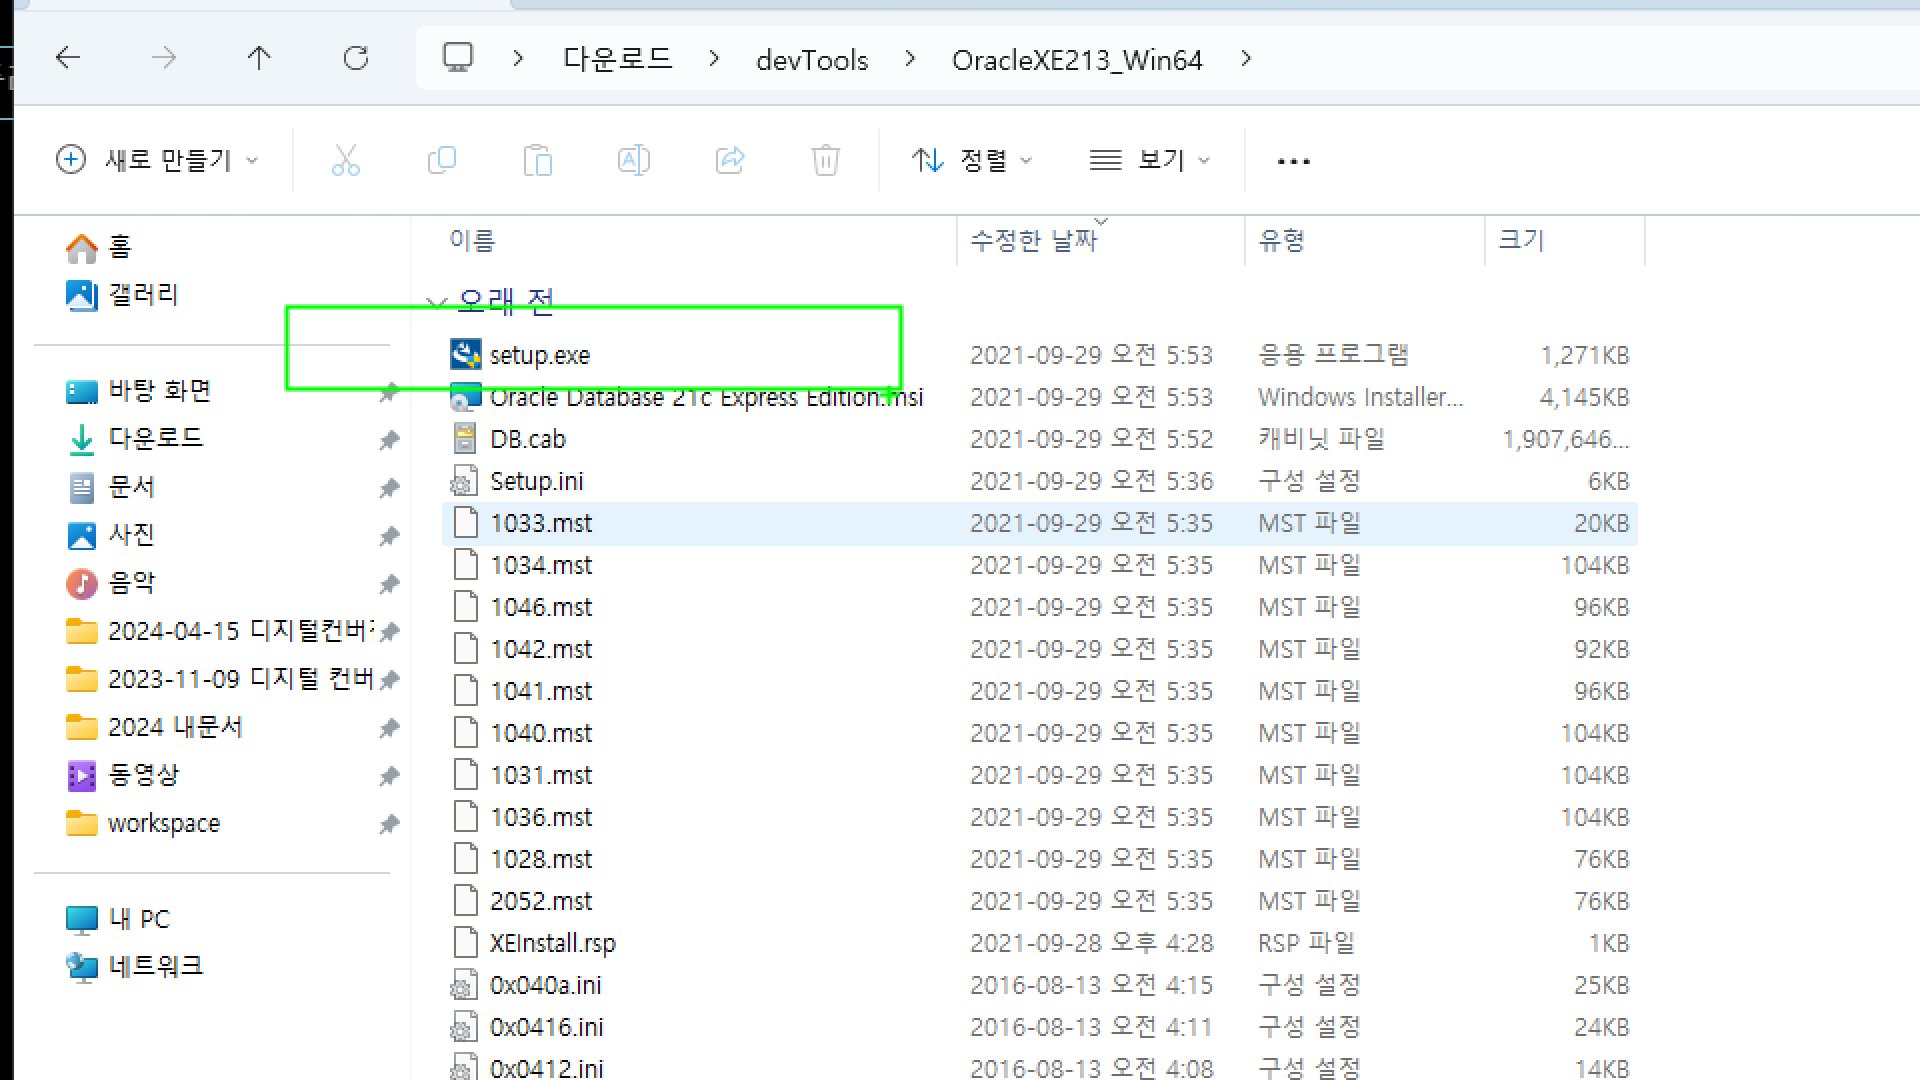 다운로드 devTools OracleXE213_Win64
새로 만들기 정렬 보기
이름 수정한 날짜 유형 크기
오래 전
setup.exe 2021-09-29 오전 5:53 응용 프로그램 1,271KB
Oracle Database 21c Express Edition.msi 2021-09-29 오전 5:53 Windows Installer... 4,145KB
DB.cab 2021-09-29 오전 5:52 캐비닛 파일 1,907,646...
Setup.ini 2021-09-29 오전 5:36 구성 설정 6KB
1033.mst 2021-09-29 오전 5:35 MST 파일 20KB
1034.mst 2021-09-29 오전 5:35 MST 파일 104KB
1046.mst 2021-09-29 오전 5:35 MST 파일 96KB
1042.mst 2021-09-29 오전 5:35 MST 파일 92KB
1041.mst 2021-09-29 오전 5:35 MST 파일 96KB
1040.mst 2021-09-29 오전 5:35 MST 파일 104KB
1031.mst 2021-09-29 오전 5:35 MST 파일 104KB
1036.mst 2021-09-29 오전 5:35 MST 파일 104KB
1028.mst 2021-09-29 오전 5:35 MST 파일 76KB
2052.mst 2021-09-29 오전 5:35 MST 파일 76KB
XEInstall.rsp 2021-09-28 오후 4:28 RSP 파일 1KB
0x040a.ini 2016-08-13 오전 4:15 구성 설정 25KB
0x0416.ini 2016-08-13 오전 4:11 구성 설정 24KB
0x0412.ini 2016-08-13 오전 4:08 구성 설정 14KB
홈
갤러리
바탕 화면
다운로드
문서
사진
음악
2024-04-15 디지털컨버
2023-11-09 디지털 컨버
2024 내문서
동영상
workspace
내 PC
네트워크